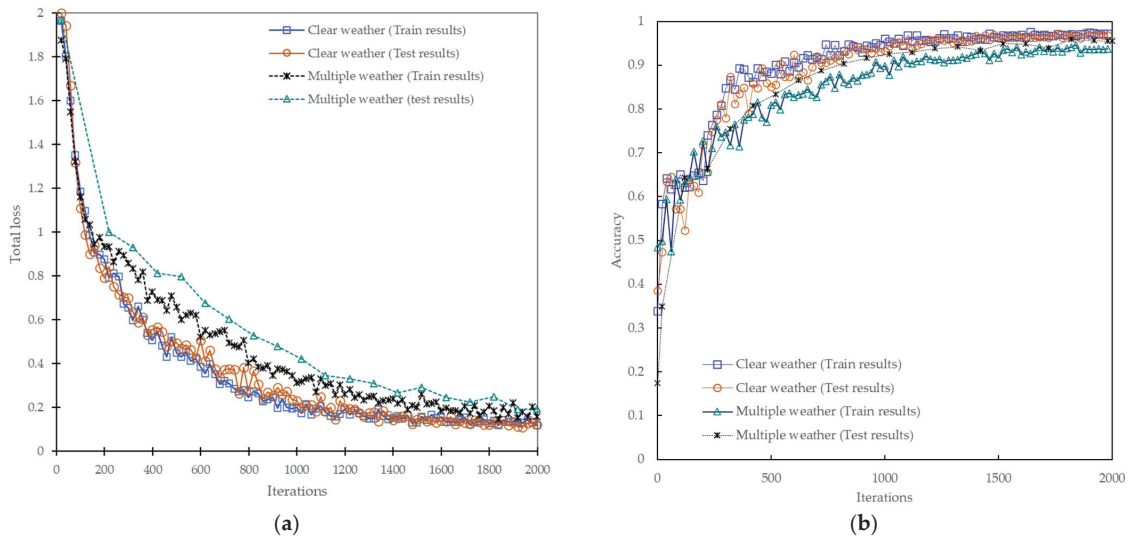 2
1.8
1.6
1.4
1.2
1
0.8
0.6
0.4
0.2
0
Total loss
Clear weather (Train results)
Clear weather (Test results)
Multiple weather (Train results)
Multiple weather (test results)
0 200 400 600 800 1000 1200 1400 1600 1800 2000
Iterations
(a)
1
0.9
0.8
0.7
0.6
0.5
0.4
0.3
0.2
0.1
0
Accuracy
Clear weather (Train results)
Clear weather (Test results)
Multiple weather (Train results)
Multiple weather (Test results)
0 500 1000 1500 2000
Iterations
(b)